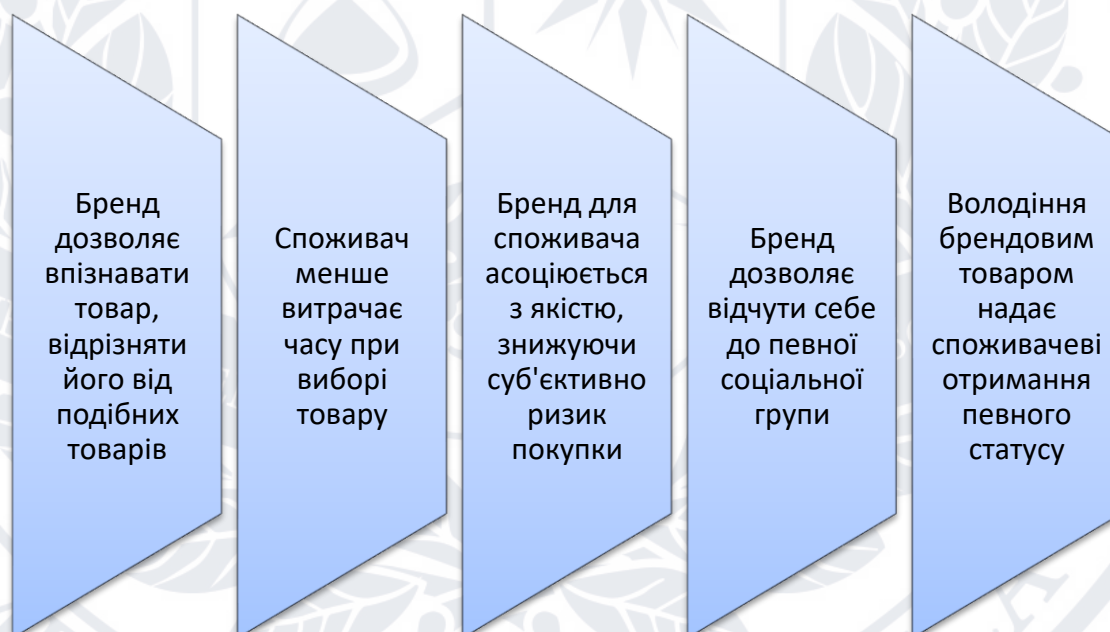 Бренд
дозволяє
впізнавати
товар,
відрізняти
його від
подібних
товарів
Споживач
менше
витрачає
часу при
виборі
товару
Бренд для
споживача
асоціюється
з якістю,
знижуючи
суб'єктивно
ризик
покупки
Бренд
дозволяє
відчути себе
до певної
соціальної
групи
Володіння
брендовим
товаром
надає
споживачеві
отримання
певного
статусу